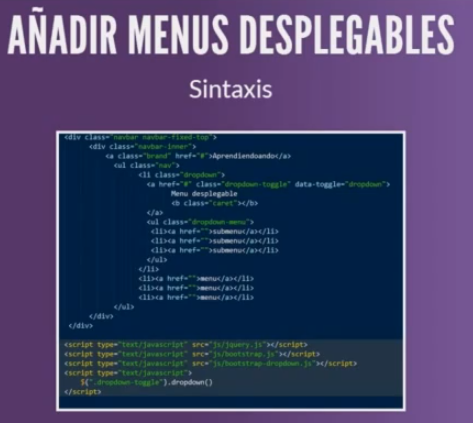 AÑADIR MENUS DESPLEGABLES
Sintaxis
<div class="navbar navbar-fixed-top">
<div class="navbar-inner">
<a class="brand" href="#">Aprendiendoando</a>
<ul class="nav">
<li class="dropdown">
<a href="#" class="dropdown-toggle" data-toggle="dropdown">
Menu desplegable
<b class="caret"></b>
</a>
<ul class="dropdown-menu">
<li><a href="">submenu</a></li>
<li><a href="">submenu</a></li>
<li><a href="">submenu</a></li>
</ul>
</li>
<li><a href="">menu</a></li>
<li><a href="">menu</a></li>
<li><a href="">menu</a></li>
</ul>
</div>
</div>
<script type="text/javascript" src="js/jquery.js"></script>
<script type="text/javascript" src="js/bootstrap.js"></script>
<script type="text/javascript" src="js/bootstrap-dropdown.js"></script>
<script type="text/javascript">
$(".dropdown-toggle").dropdown()
</script>